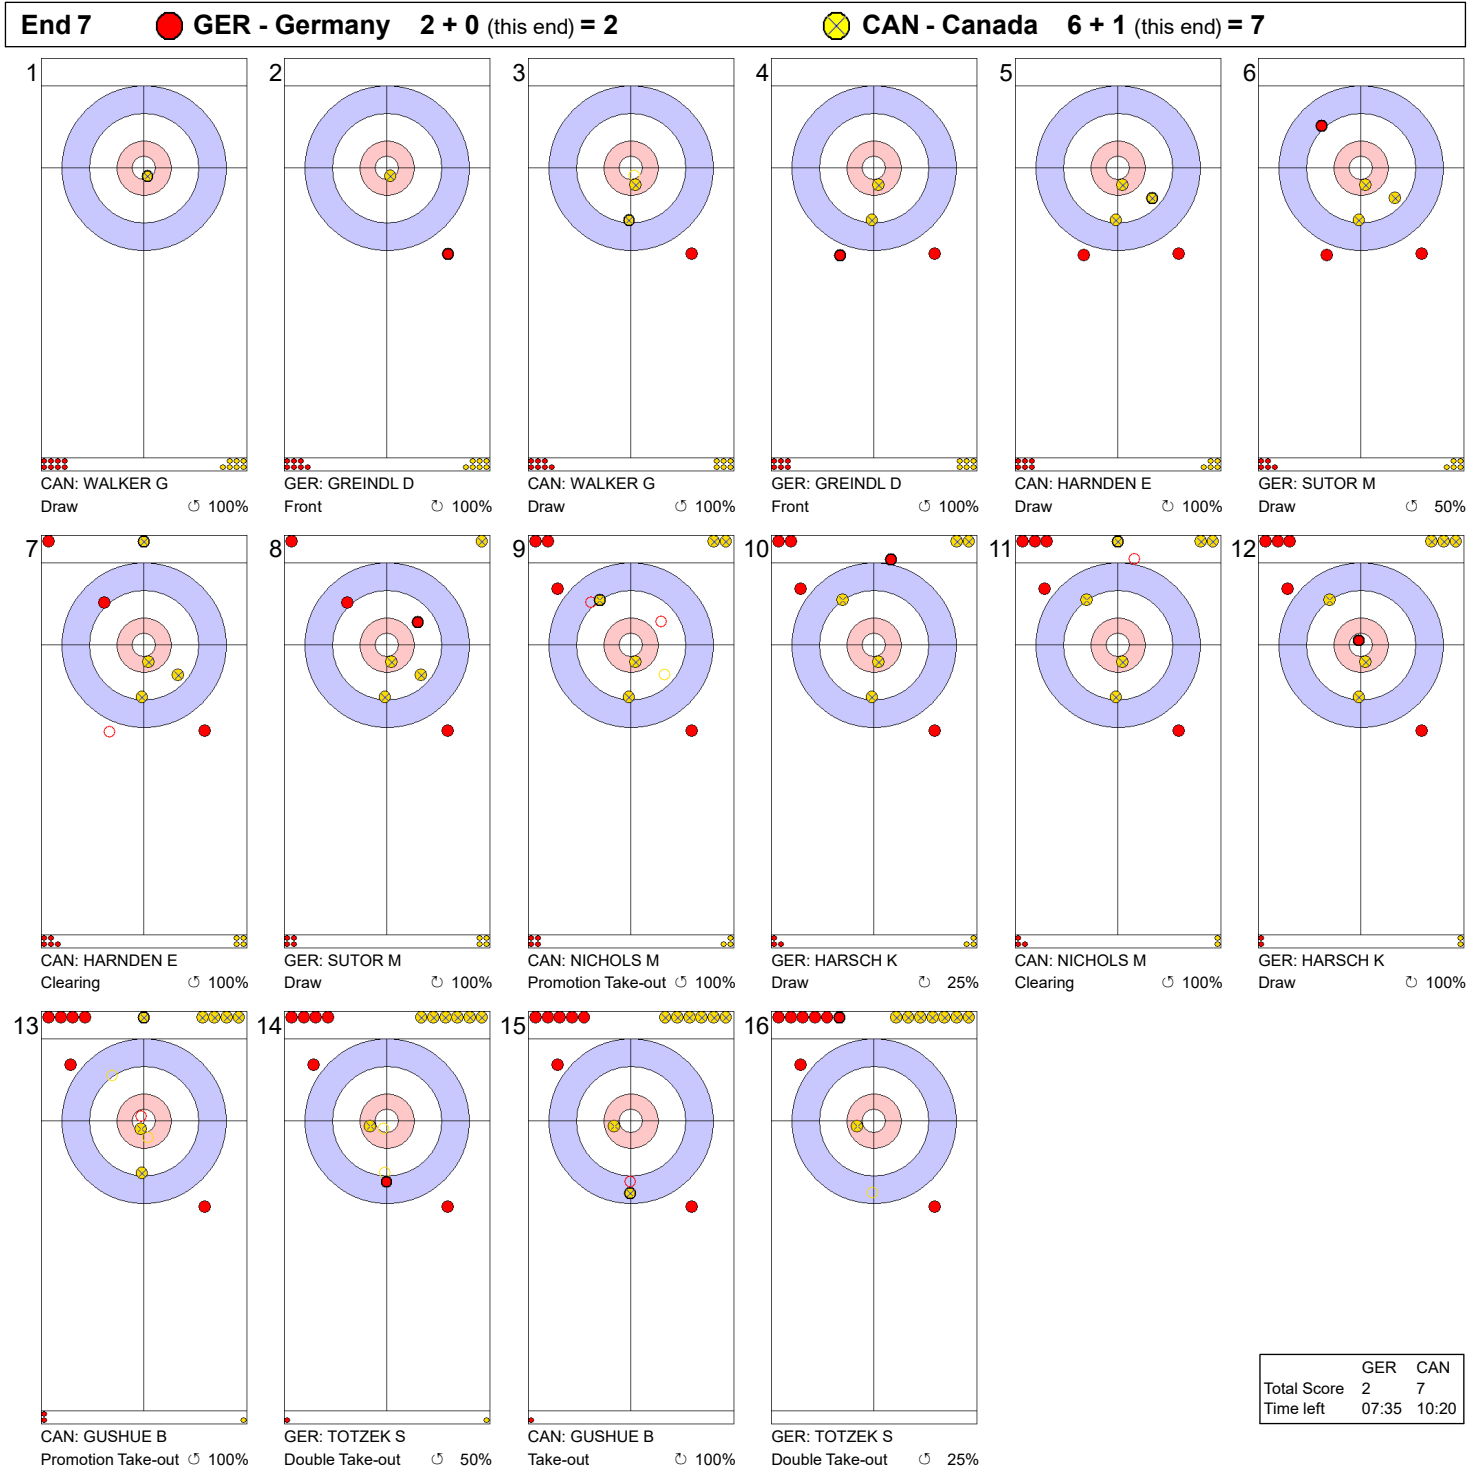 End 7 GER - Germany 2 + 0 (this end) = 2 CAN - Canada 6 + 1 (this end) = 7
1 2 3 4 5 6
CAN: WALKER G GER: GREINDL D CAN: WALKER G GER: GREINDL D CAN: HARNDEN E GER: SUTOR M
Draw ↺ 100% Front ↻ 100% Draw ↻ 100% Front ↺ 100% Draw ↻ 100% Draw ↺ 50%
7 8 9 10 11 12
CAN: HARNDEN E GER: SUTOR M CAN: NICHOLS M GER: HARSCH K CAN: NICHOLS M GER: HARSCH K
Clearing ↺ 100% Draw ↻ 100% Promotion Take-out ↺ 100% Draw ↻ 25% Clearing ↺ 100% Draw ↻ 100%
13 14 15 16
CAN: GUSHUE B GER: TOTZEK S CAN: GUSHUE B GER: TOTZEK S
Promotion Take-out ↺ 100% Double Take-out ↺ 50% Take-out ↻ 100% Double Take-out ↺ 25%
GER CAN
Total Score 2 7
Time left 07:35 10:20